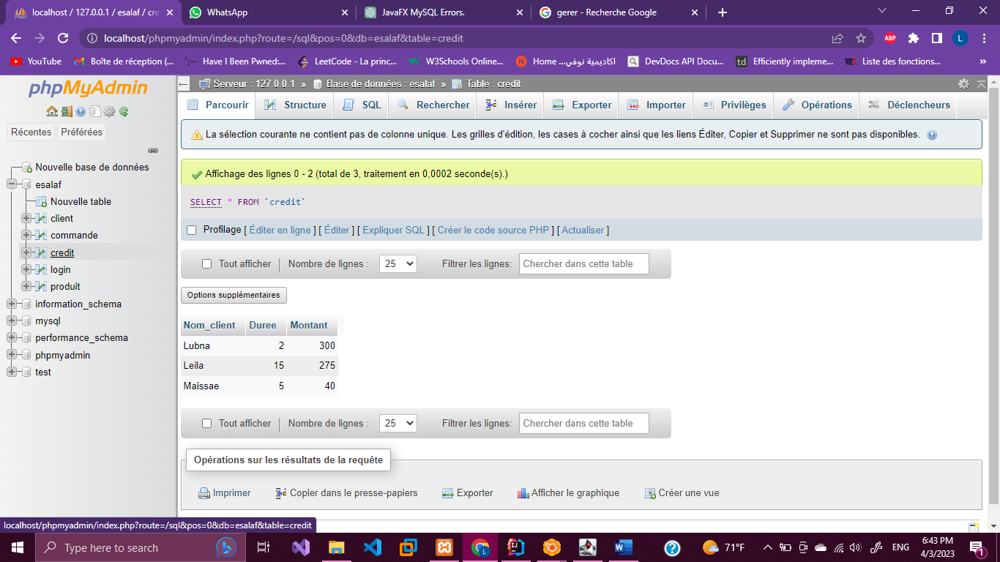 localhost / 127.0.0.1 / esalaf / cre
WhatsApp
JavaFX MySQL Errors.
gerer - Recherche Google
localhost/phpmyadmin/index.php?route=/sql&pos=0&db=esalaf&table=credit
ABP
L
YouTube
Boîte de réception (...
Have I Been Pwned:...
LeetCode - La princ...
W3Schools Online...
Home ...اكاديمية نوفي
DevDocs API Docu...
td Efficiently impleme...
Liste des fonctions...
»
phpMyAdmin
Récentes Préférées
Nouvelle base de données
esalaf
Nouvelle table
client
commande
credit
login
produit
information_schema
mysql
performance_schema
phpmyadmin
test
Serveur : 127.0.0.1 » Base de données : esalaf » Table : credit
Parcourir Structure SQL Rechercher Insérer Exporter Importer Privilèges Opérations Déclencheurs
La sélection courante ne contient pas de colonne unique. Les grilles d'édition, les cases à cocher ainsi que les liens Éditer, Copier et Supprimer ne sont pas disponibles.
Affichage des lignes 0 - 2 (total de 3, traitement en 0,0002 seconde(s).)
SELECT * FROM `credit`
Profilage [ Éditer en ligne ] [ Éditer ] [ Expliquer SQL ] [ Créer le code source PHP ] [ Actualiser ]
Tout afficher | Nombre de lignes : 25 Filtrer les lignes: Chercher dans cette table
Options supplémentaires
Nom_client Duree Montant
Lubna 2 300
Leila 15 275
Maissae 5 40
Tout afficher | Nombre de lignes : 25 Filtrer les lignes: Chercher dans cette table
Opérations sur les résultats de la requête
Imprimer Copier dans le presse-papiers Exporter Afficher le graphique Créer une vue
localhost/phpmyadmin/index.php?route=/sql&pos=0&db=esalaf&table=credit
Type here to search
71°F
ENG
6:43 PM
4/3/2023
1